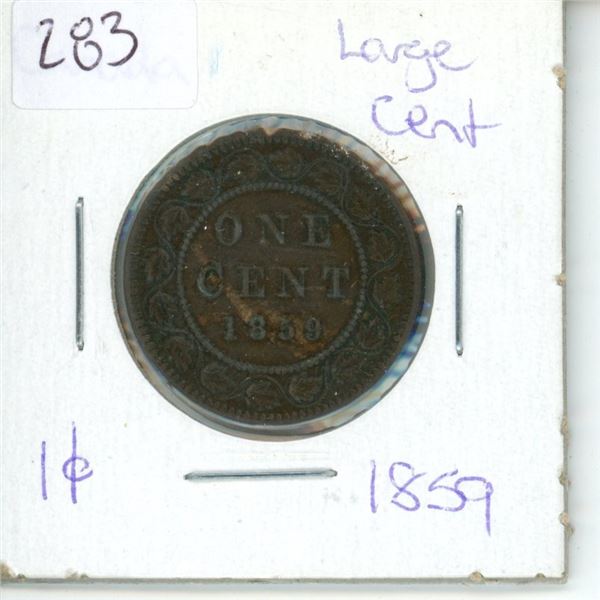 283
Large
Cent
ONE
CENT
1859
1¢
1859